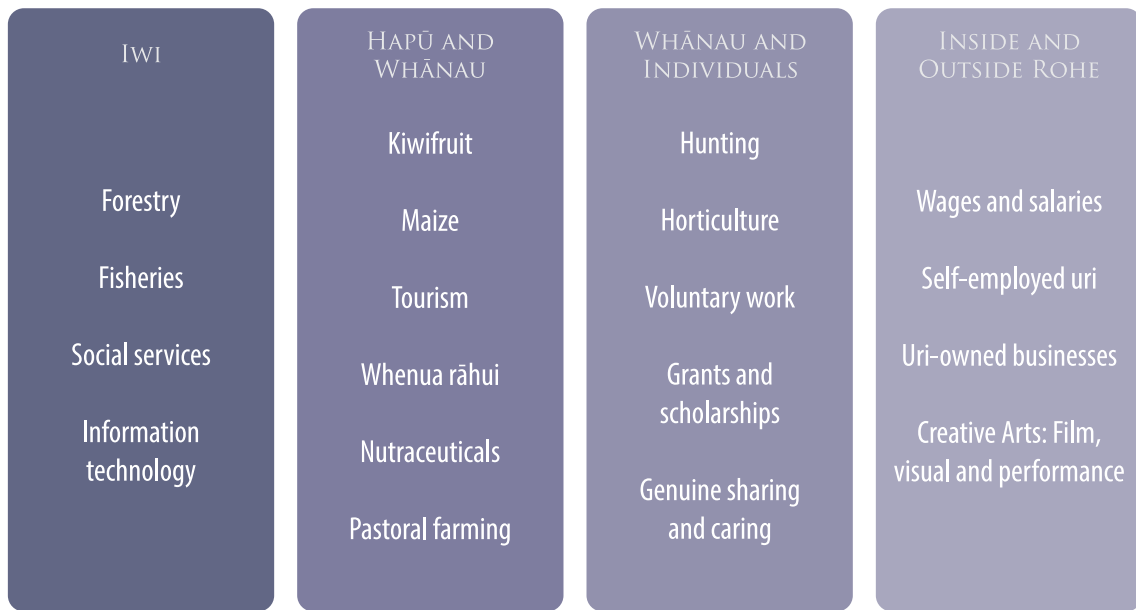 IWI
Forestry
Fisheries
Social services
Information
technology
HAPŪ AND
WHĀNAU
Kiwifruit
Maize
Tourism
Whenua rāhui
Nutraceuticals
Pastoral farming
WHĀNAU AND
INDIVIDUALS
Hunting
Horticulture
Voluntary work
Grants and
scholarships
Genuine sharing
and caring
INSIDE AND
OUTSIDE ROHE
Wages and salaries
Self-employed uri
Uri-owned businesses
Creative Arts: Film,
visual and performance